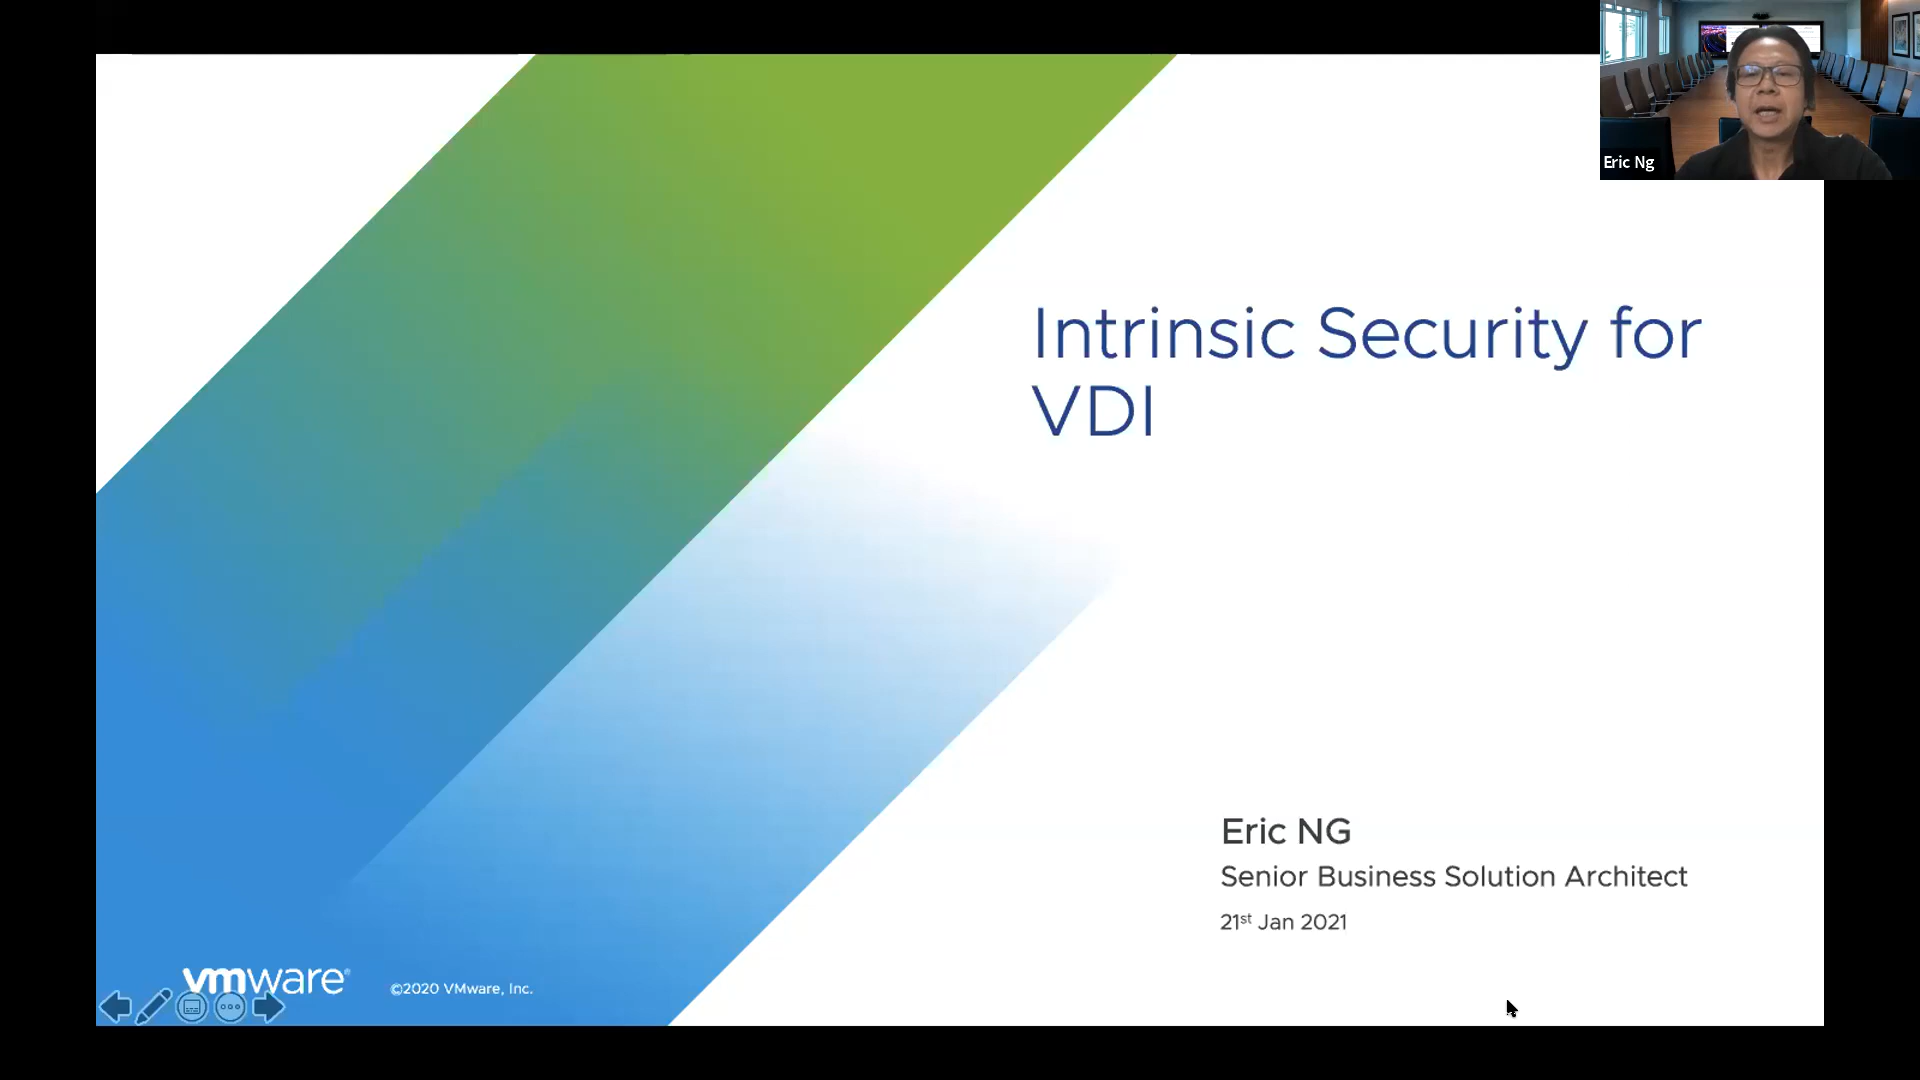 Eric Ng
Intrinsic Security for
VDI
Eric NG
Senior Business Solution Architect
21st Jan 2021
vmware®
©2020 VMware, Inc.